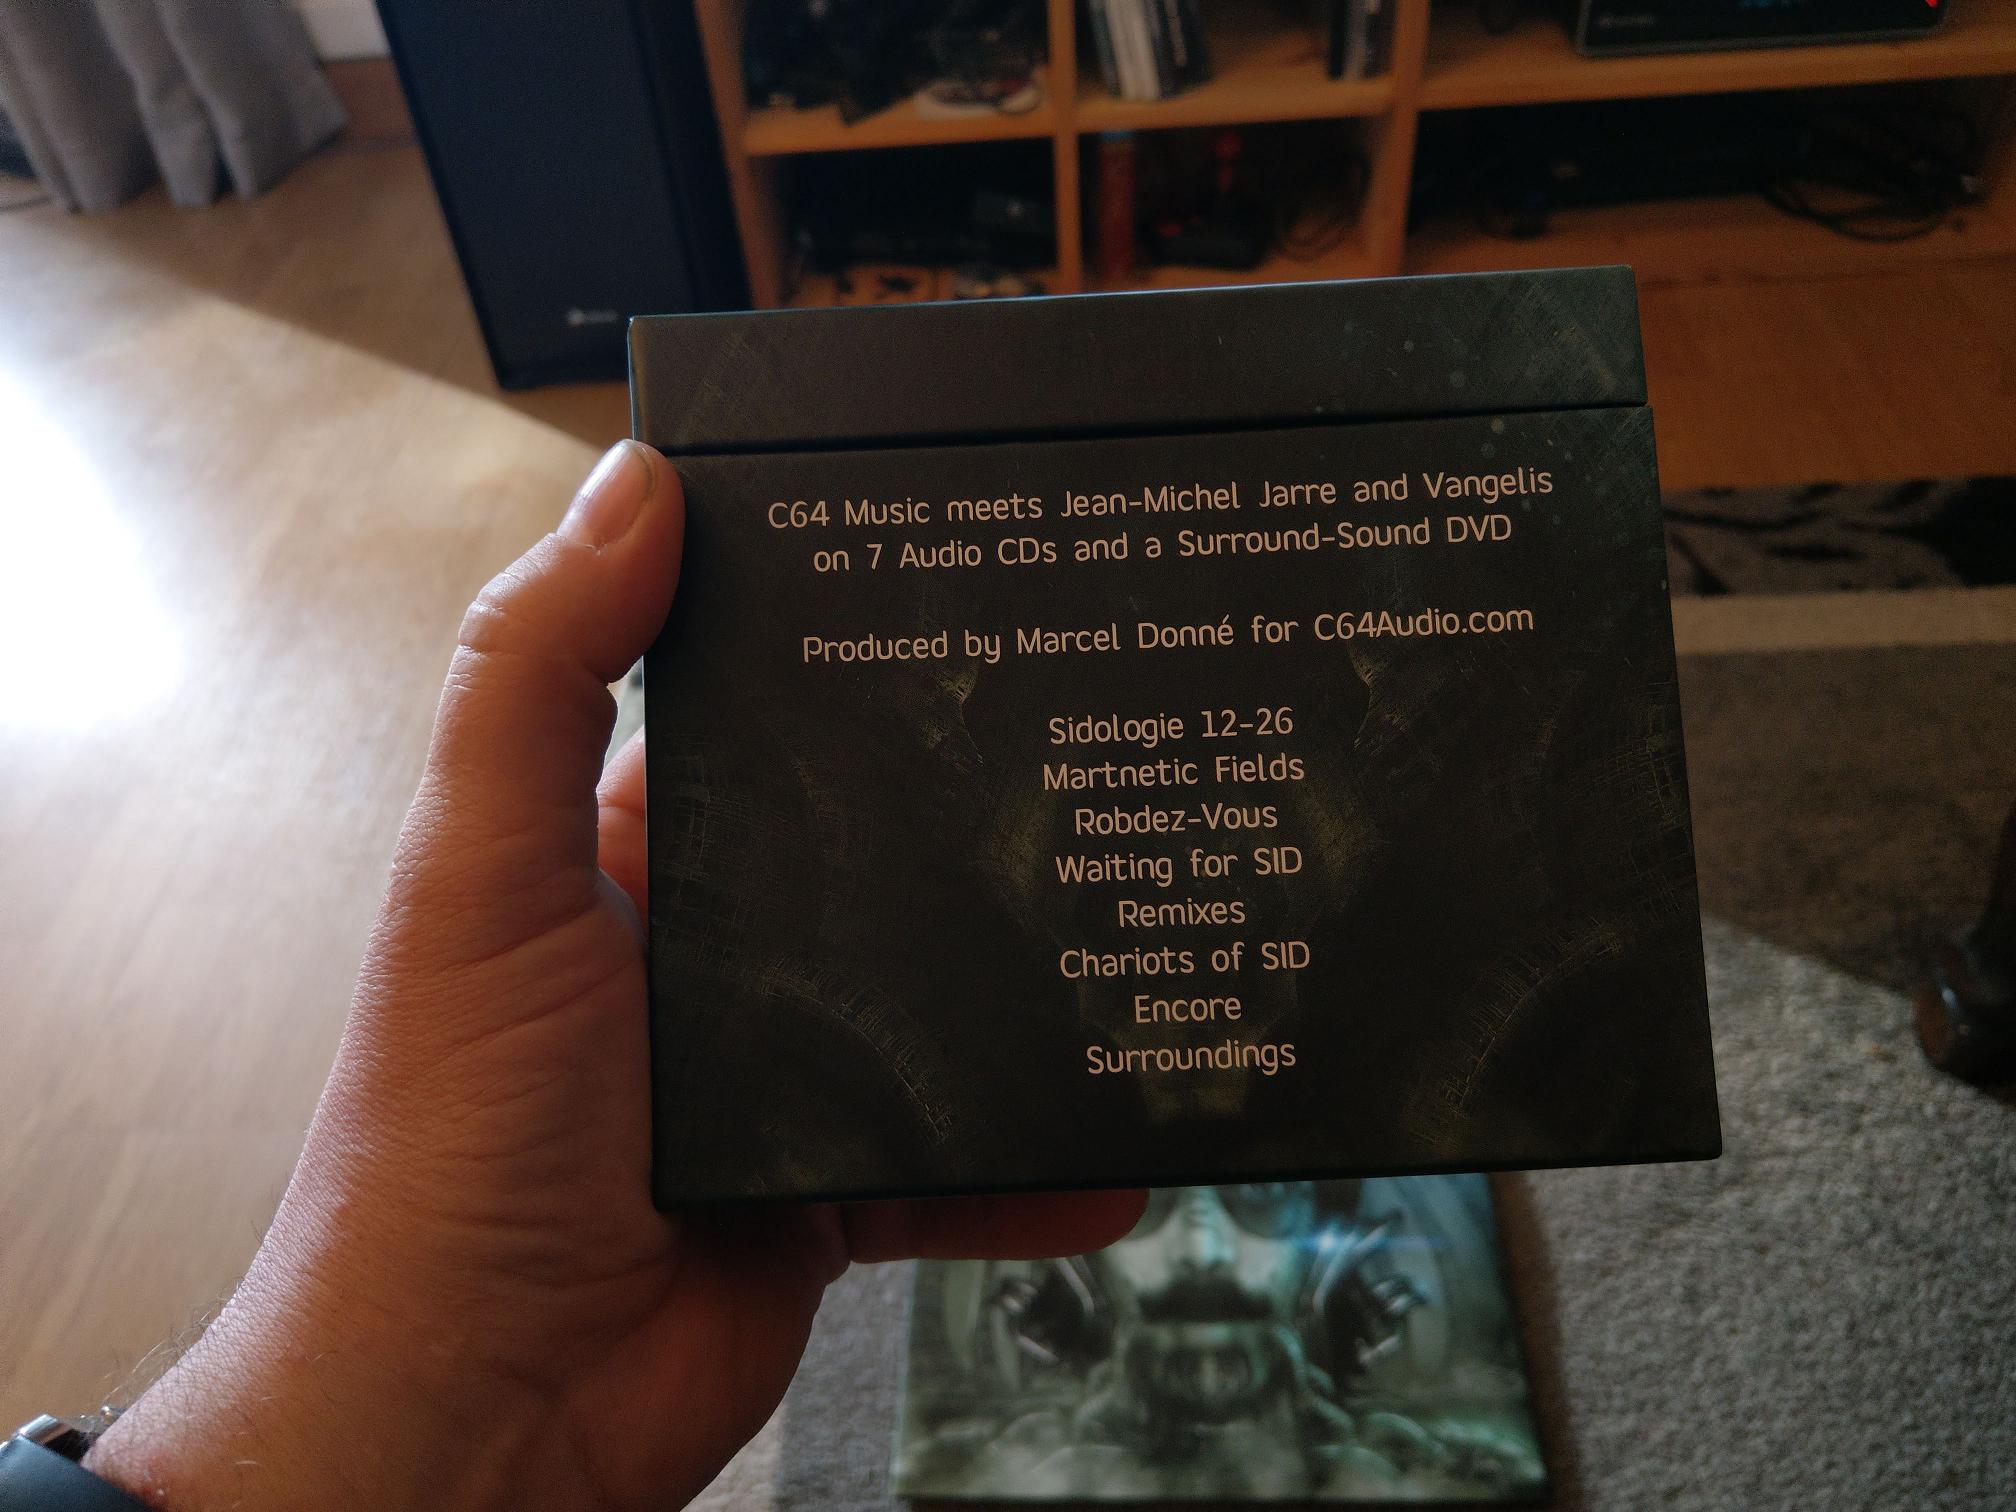 C64 Music meets Jean-Michel Jarre and Vangelis
on 7 Audio CDs and a Surround-Sound DVD
Produced by Marcel Donné for C64Audio.com
Sidologie 12-26
Martnetic Fields
Robdez-Vous
Waiting for SID
Remixes
Chariots of SID
Encore
Surroundings